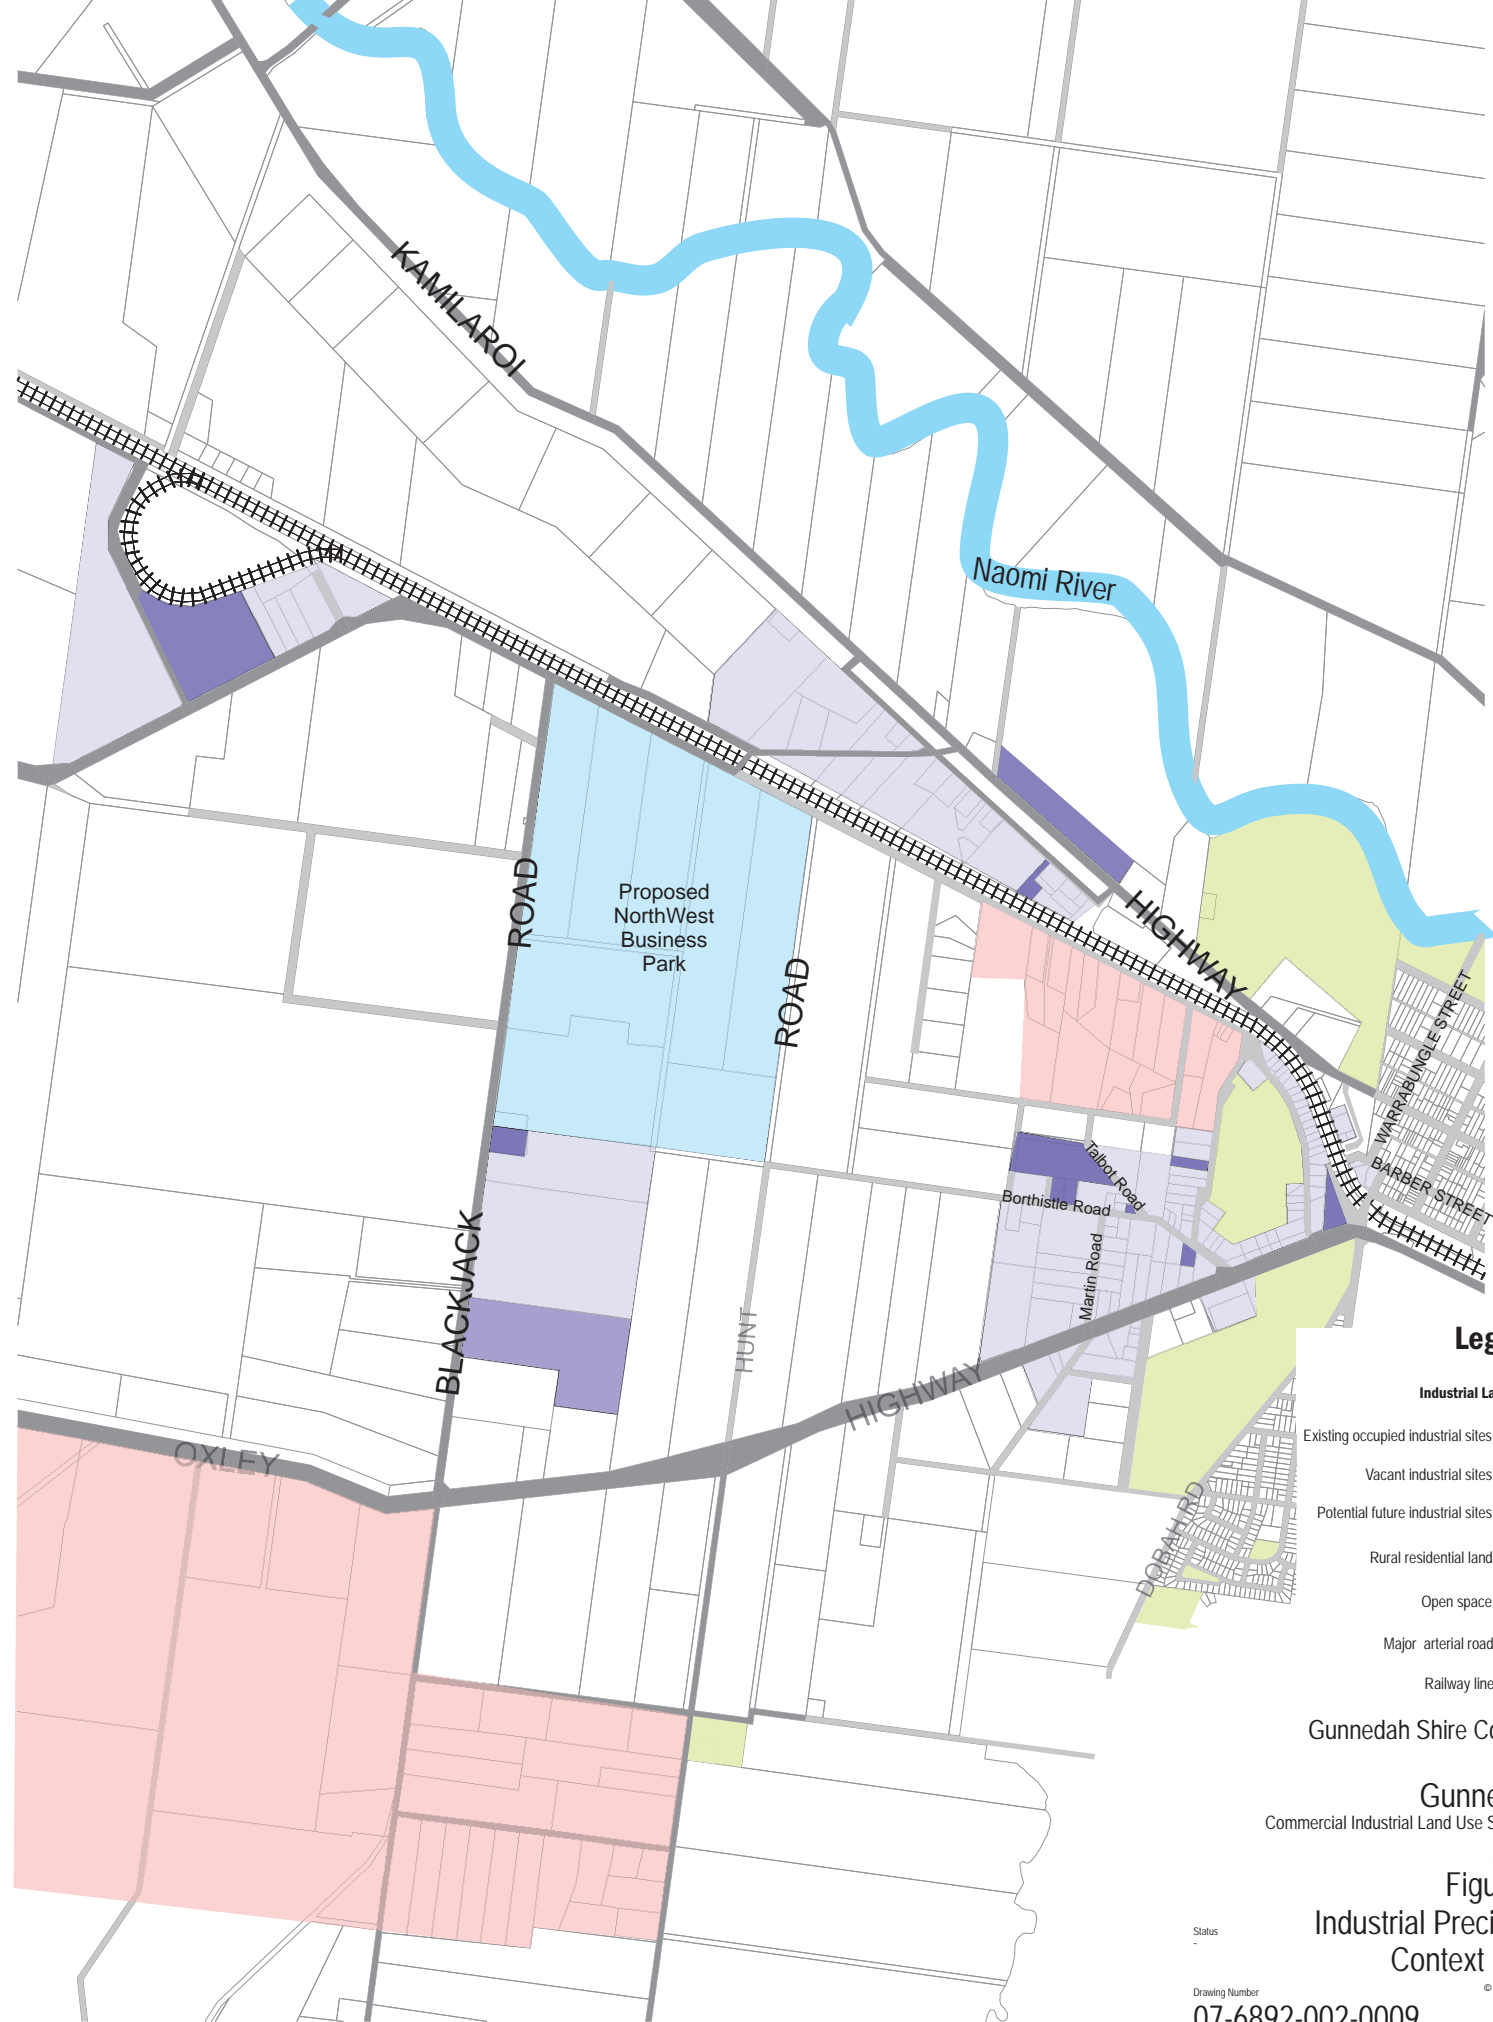 KAMILAROI
Naomi River
ROAD
Proposed
NorthWest
Business
Park
ROAD
HIGHWAY
WARRABUNGLE STREET
BARBER STREET
Talbot Road
Borthistle Road
Martin Road
BLACKJACK
HUNT
HIGHWAY
OXLEY
DOBAH RD
Leg
Industrial La
Existing occupied industrial sites
Vacant industrial sites
Potential future industrial sites
Rural residential land
Open space
Major arterial road
Railway line
Gunnedah Shire Co
Gunne
Commercial Industrial Land Use S
Figu
Industrial Preci
Context
©
Status
-
Drawing Number
07-6892-002-0009